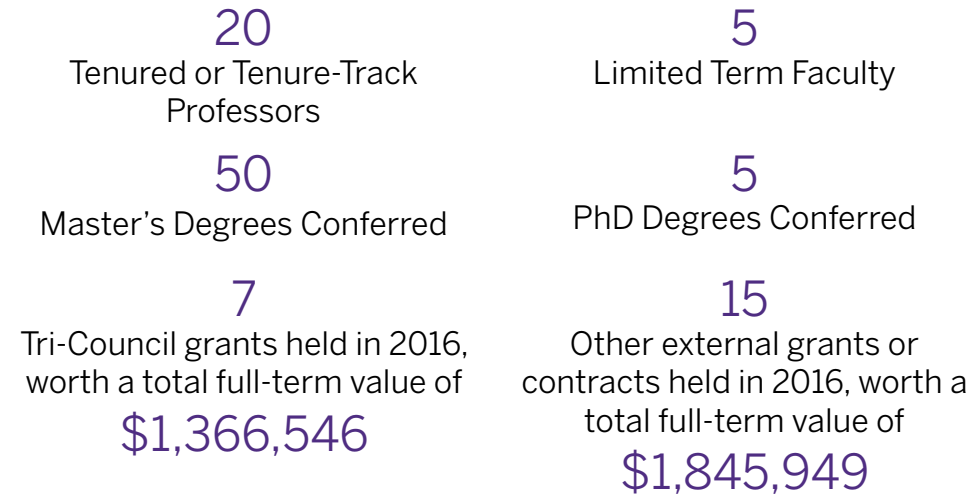 20
Tenured or Tenure-Track
Professors
5
Limited Term Faculty
50
Master’s Degrees Conferred
5
PhD Degrees Conferred
7
Tri-Council grants held in 2016,
worth a total full-term value of
$1,366,546
15
Other external grants or
contracts held in 2016, worth a
total full-term value of
$1,845,949